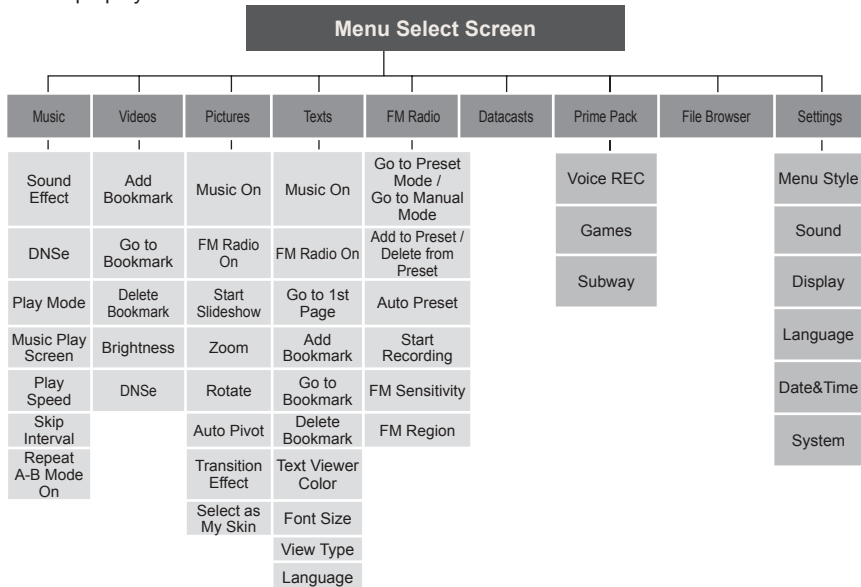 Menu Select Screen
Music
Videos
Pictures
Texts
FM Radio
Datacasts
Prime Pack
File Browser
Settings
Sound
Effect
DNSe
Play Mode
Music Play
Screen
Play
Speed
Skip
Interval
Repeat
A-B Mode
On
Add
Bookmark
Go to
Bookmark
Delete
Bookmark
Brightness
DNSe
Music On
FM Radio
On
Start
Slideshow
Zoom
Rotate
Auto Pivot
Transition
Effect
Select as
My Skin
Music On
FM Radio On
Go to 1st
Page
Add
Bookmark
Go to
Bookmark
Delete
Bookmark
Text Viewer
Color
Font Size
View Type
Language
Go to Preset
Mode /
Go to Manual
Mode
Add to Preset /
Delete from
Preset
Auto Preset
Start
Recording
FM Sensitivity
FM Region
Voice REC
Games
Subway
Menu Style
Sound
Display
Language
Date&Time
System